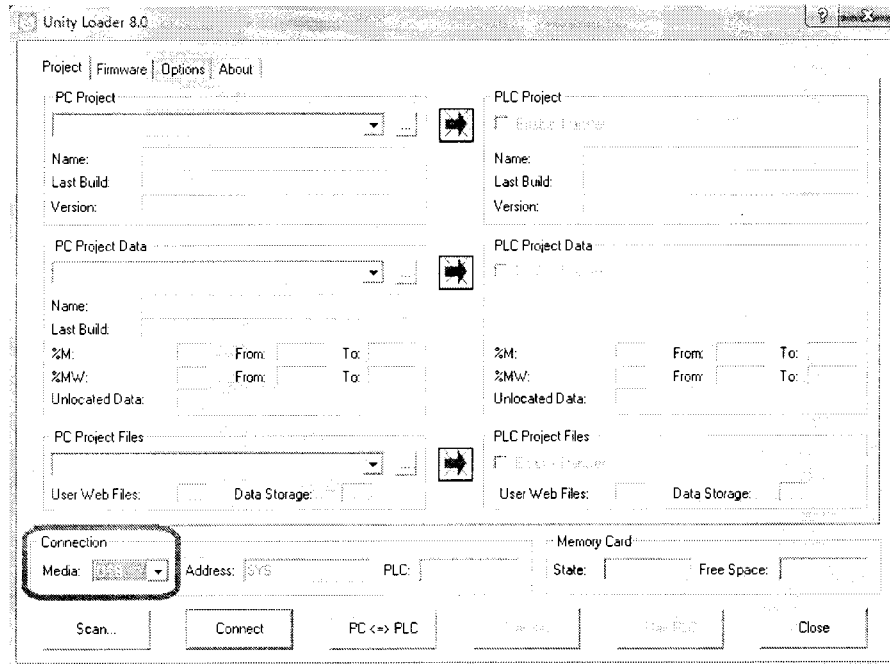 Unity Loader 8.0
Project Firmware Options About
PC Project
...
Name:
Last Build:
Version:
PLC Project
Name:
Last Build:
Version:
PC Project Data
...
Name:
Last Build:
%M: From: To:
%MW: From: To:
Unlocated Data:
PLC Project Data
%M: From: To:
%MW: From: To:
Unlocated Data:
PC Project Files
...
User Web Files: Data Storage:
PLC Project Files
User Web Files: Data Storage:
Connection
Media: Address: SYS PLC:
Memory Card
State: Free Space:
Scan... Connect PC <=> PLC Close